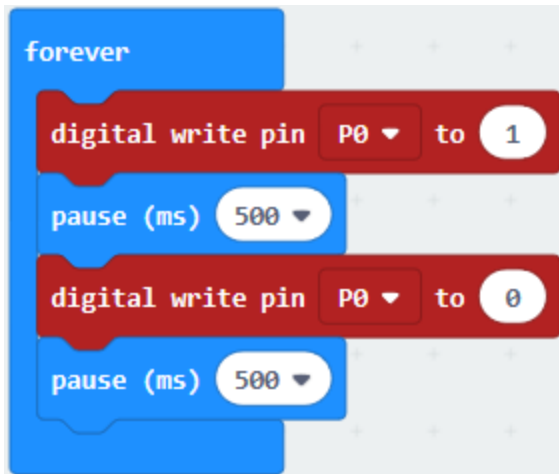 forever
digital write pin P0 to 1
pause (ms) 500
digital write pin P0 to 0
pause (ms) 500